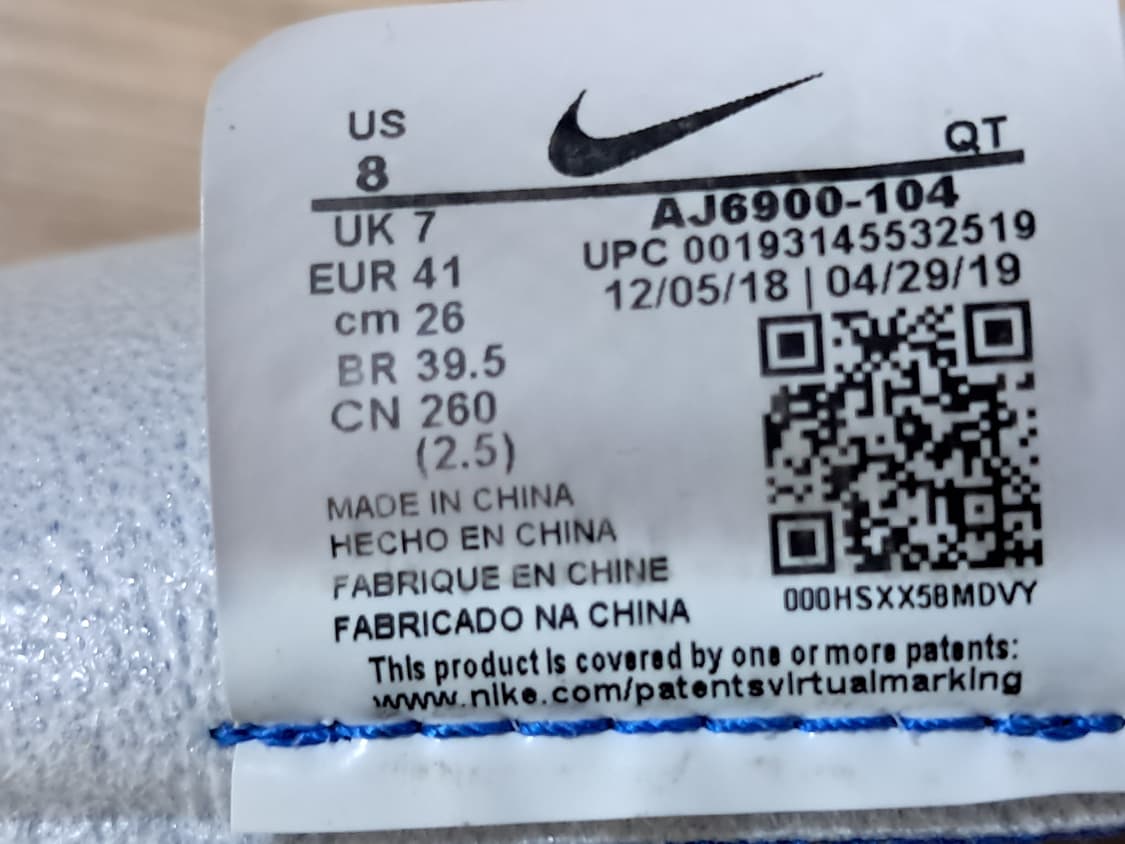 US
8
QT
UK 7
EUR 41
cm 26
BR 39.5
CN 260
(2.5)
AJ6900-104
UPC 00193145532519
12/05/18 | 04/29/19
000HSXX58MDVY
MADE IN CHINA
HECHO EN CHINA
FABRIQUE EN CHINE
FABRICADO NA CHINA
This product is covered by one or more patents:
www.nike.com/patentsvirtualmarking